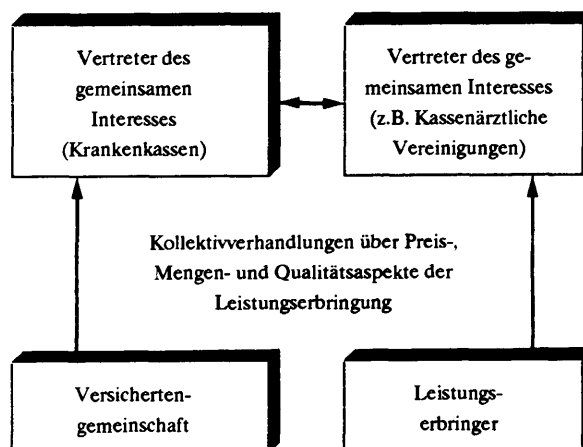 Vertreter des
gemeinsamen
Interesses
(Krankenkassen)
Vertreter des ge-
meinsamen Interesses
(z.B. Kassenärztliche
Vereinigungen)
Kollektivverhandlungen über Preis-,
Mengen- und Qualitätsaspekte der
Leistungserbringung
Versicherten-
gemeinschaft
Leistungs-
erbringer